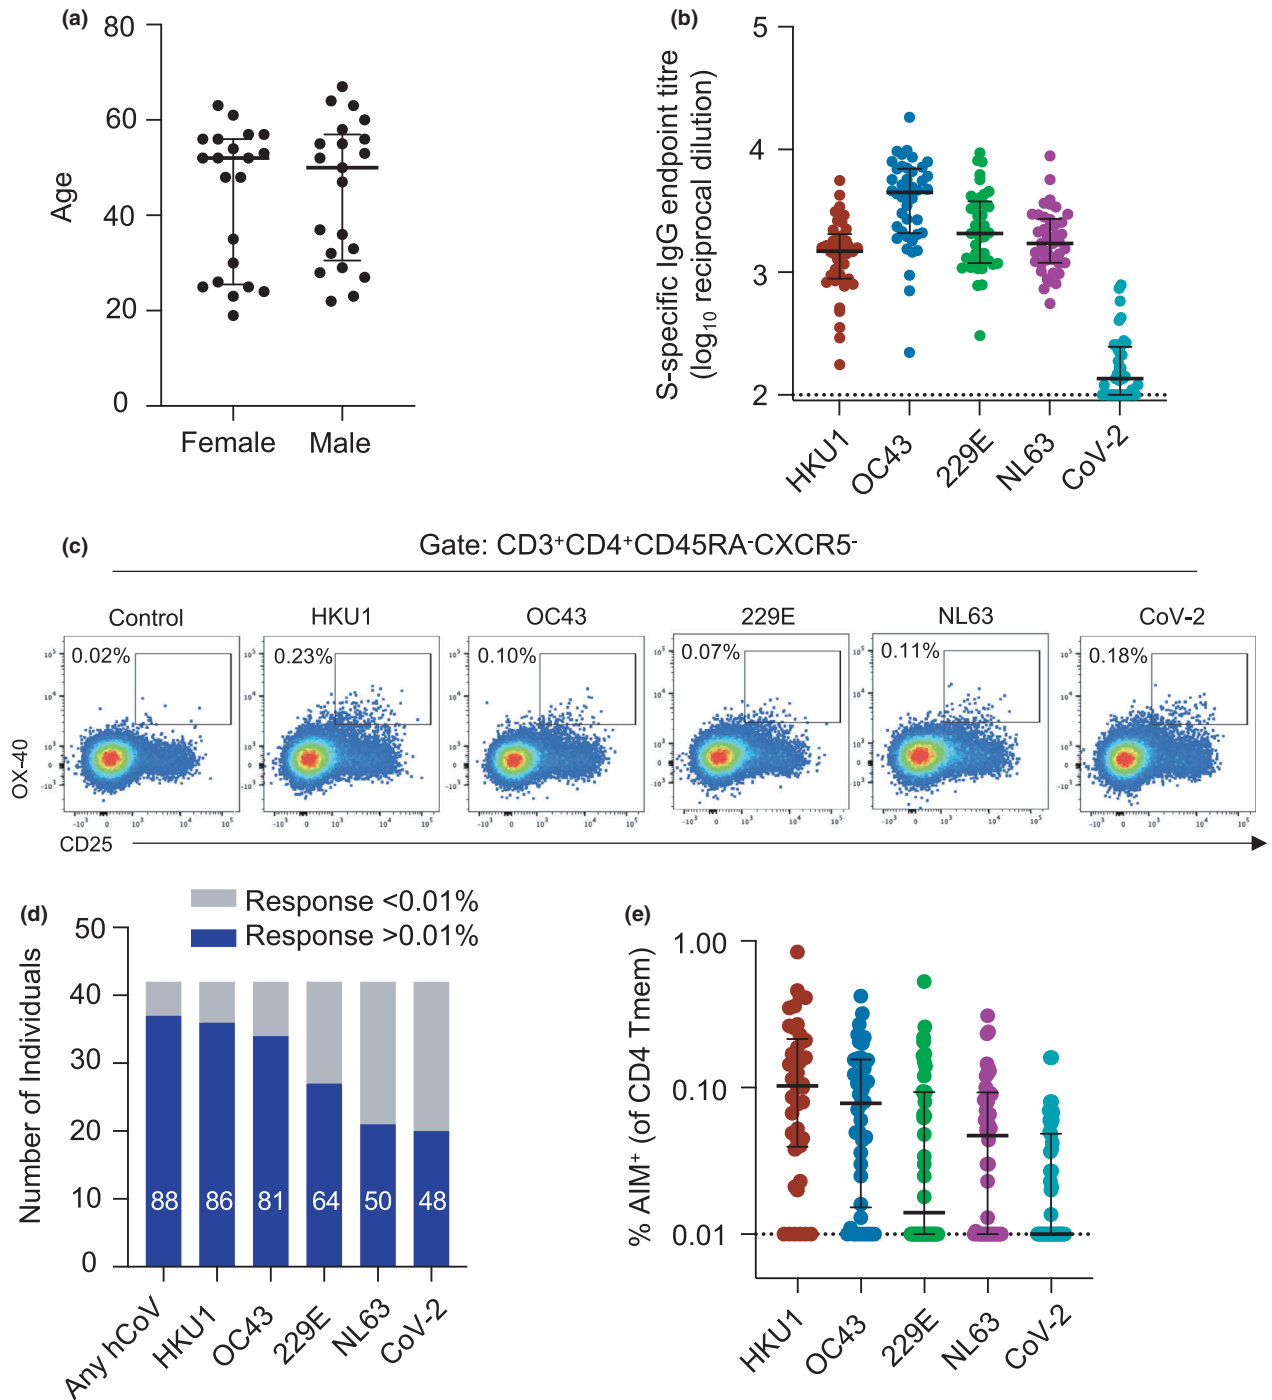 (a)
80
60
40
20
0
Age
Female
Male
(b)
5
4
3
2
S-specific IgG endpoint titre
(log₁₀ reciprocal dilution)
HKU1
OC43
229E
NL63
CoV-2
(c)
Gate: CD3⁺CD4⁺CD45RA⁻CXCR5⁻
Control
HKU1
OC43
229E
NL63
CoV-2
0.02%
0.23%
0.10%
0.07%
0.11%
0.18%
OX-40
CD25
(d)
Response <0.01%
Response >0.01%
50
40
30
20
10
0
Number of Individuals
88
86
81
64
50
48
Any hCoV
HKU1
OC43
229E
NL63
CoV-2
(e)
1.00
0.10
0.01
% AIM⁺ (of CD4 Tmem)
HKU1
OC43
229E
NL63
CoV-2